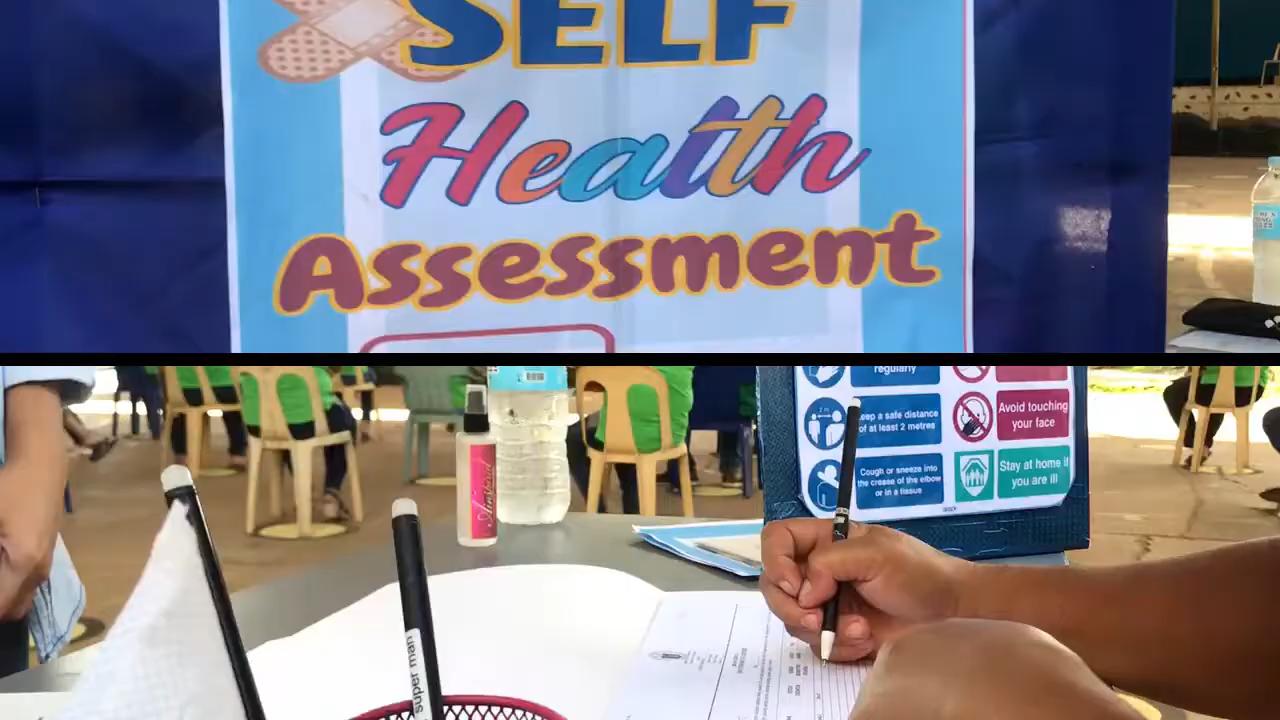 SELF
Health
Assessment
regularly
eep a safe distance
of at least 2 metres
Avoid touching
your face
Cough or sneeze into
the crease of the elbow
or in a tissue
Stay at home if
you are ill
2 m
super man